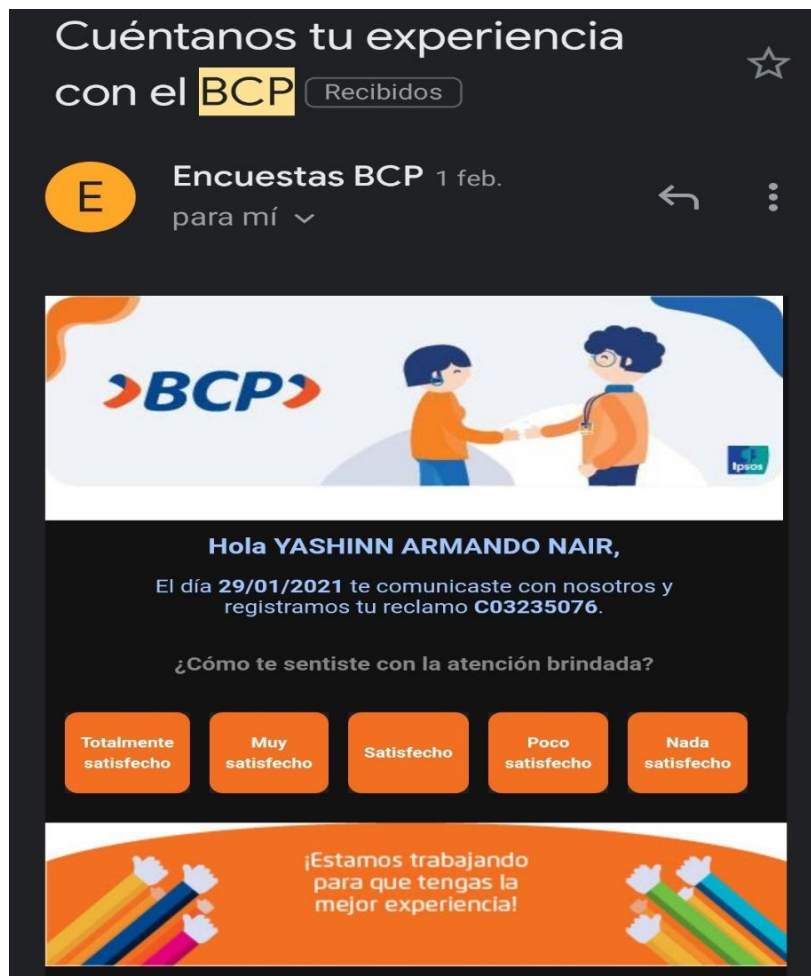 Cuéntanos tu experiencia
con el BCP Recibidos
E
Encuestas BCP 1 feb.
para mí
BCP
Ipsos
Hola YASHINN ARMANDO NAIR,
El día 29/01/2021 te comunicaste con nosotros y
registramos tu reclamo C03235076.
¿Cómo te sentiste con la atención brindada?
Totalmente
satisfecho
Muy
satisfecho
Satisfecho
Poco
satisfecho
Nada
satisfecho
¡Estamos trabajando
para que tengas la
mejor experiencia!